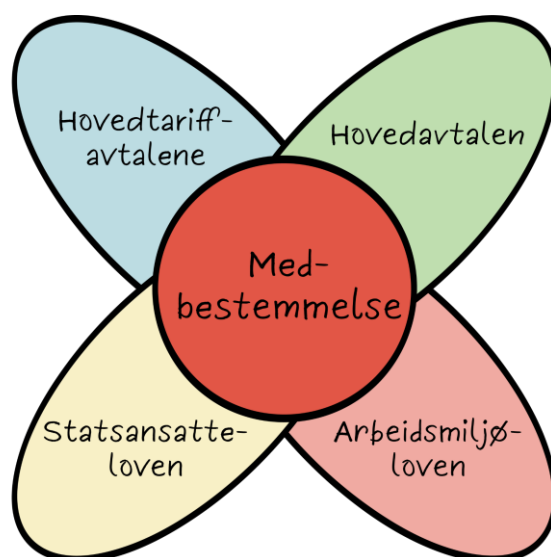 Hovedtariff-
avtalene
Hovedavtalen
Med-
bestemmelse
Statsansatte-
loven
Arbeidsmiljø-
loven